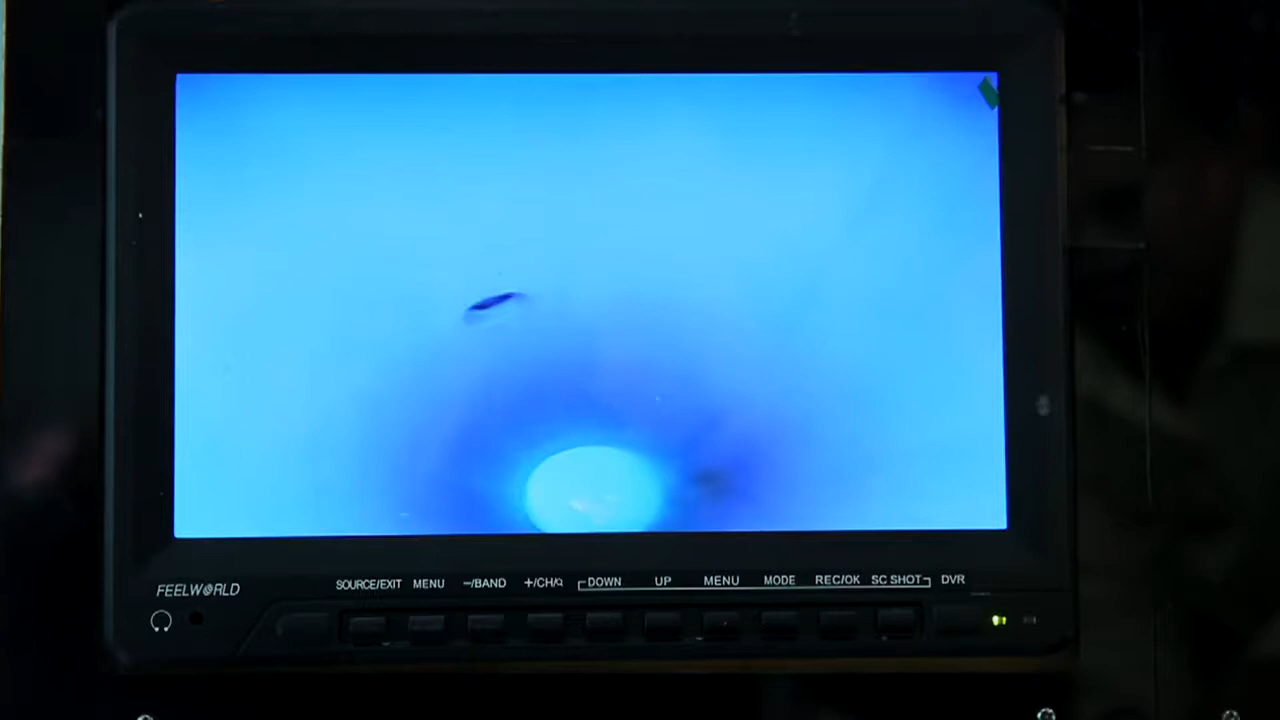 SOURCE/EXIT MENU −/BAND +/CH/Q DOWN UP MENU MODE REC/OK SC SHOT DVR
FEELWORLD